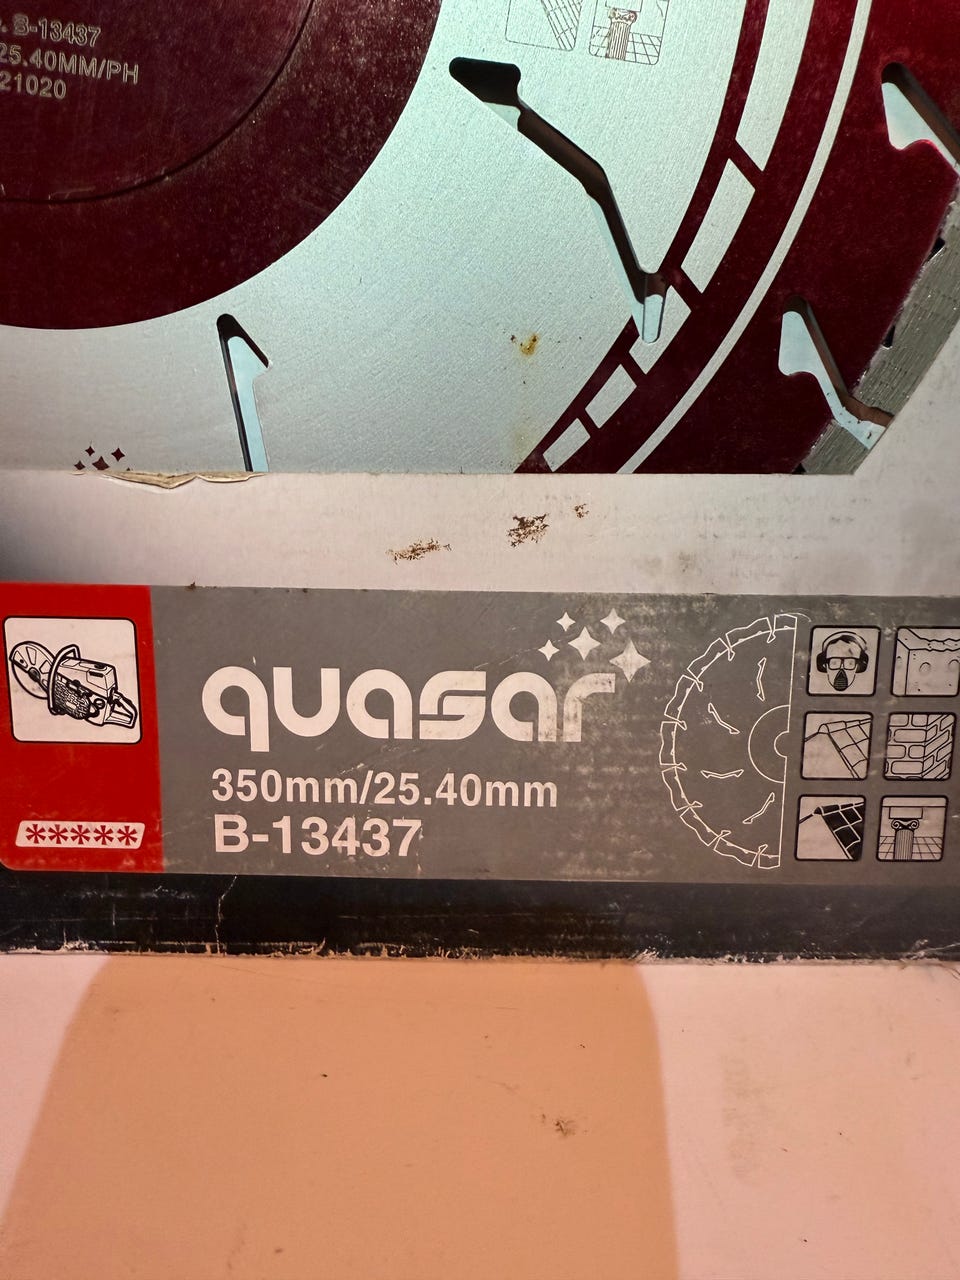 . B-13437
25.40MM/PH
21020
quasar
350mm/25.40mm
B-13437
*****